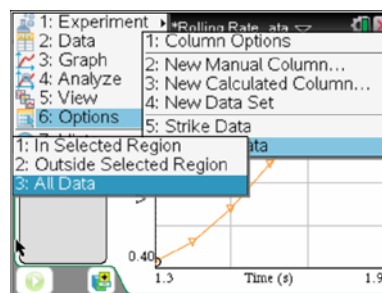 1: Experiment
*Rolling Rate
ata
2: Data
3: Graph
4: Analyze
5: View
6: Options
1: Column Options
2: New Manual Column...
3: New Calculated Column...
4: New Data Set
5: Strike Data
ata
1: In Selected Region
2: Outside Selected Region
3: All Data
0.40
1.3
Time (s)
1.9